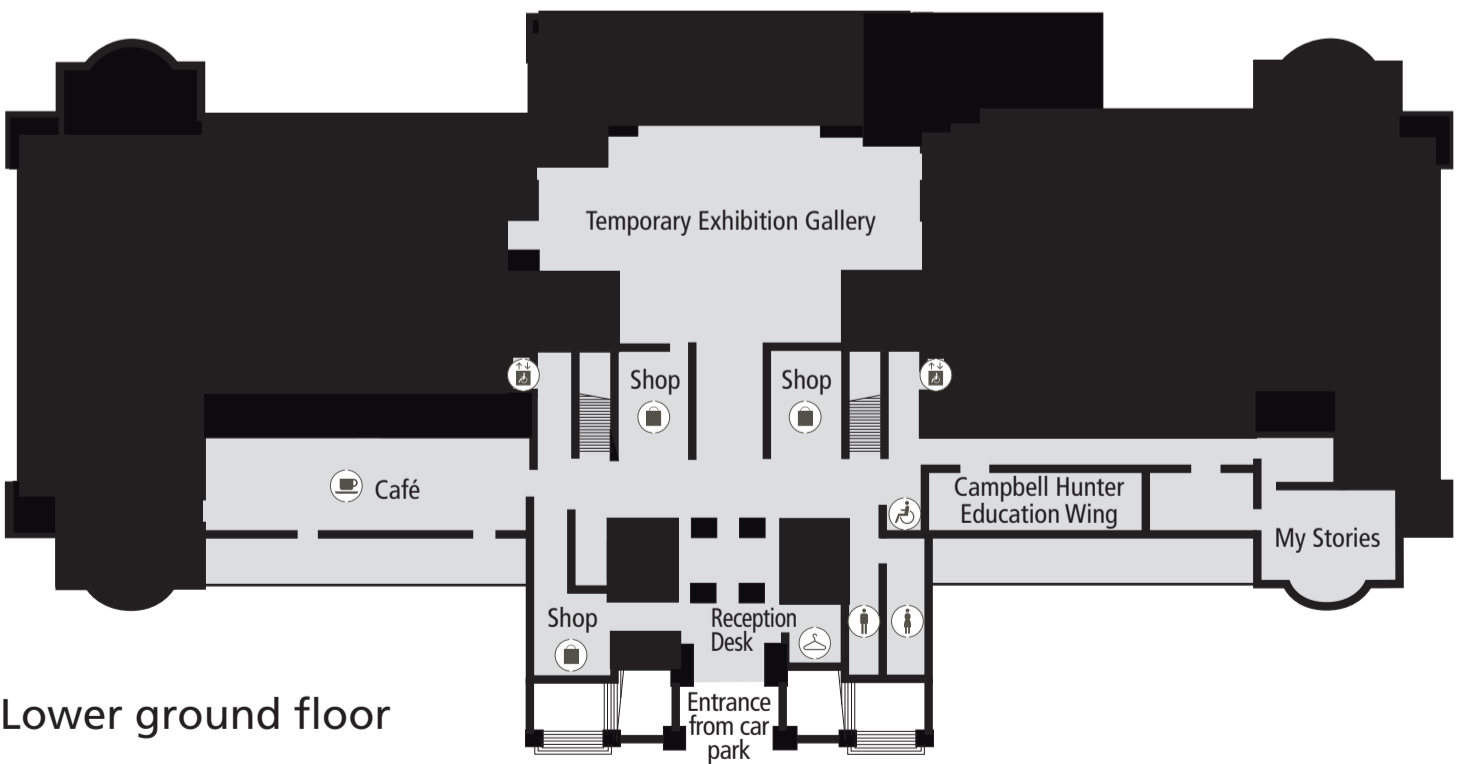 Temporary Exhibition Gallery
Shop
Shop
Café
Campbell Hunter
Education Wing
My Stories
Shop
Reception
Desk
Entrance
from car
park
Lower ground floor